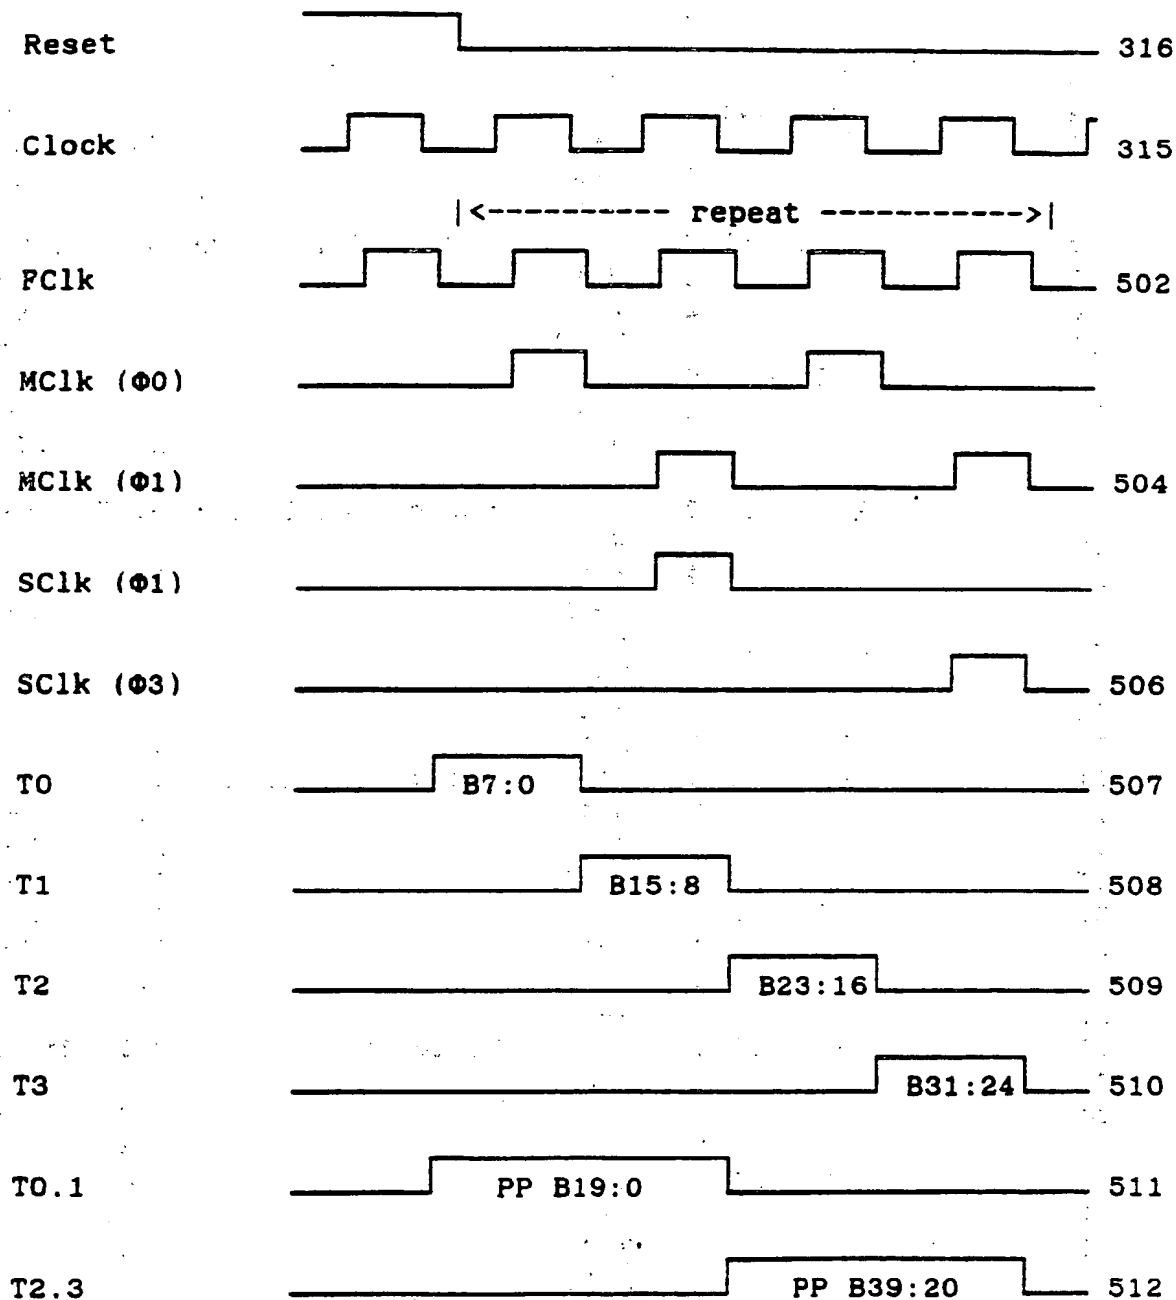 Reset 316
Clock 315
|<---------- repeat ----------->|
FClk 502
MClk (Φ0)
MClk (Φ1) 504
SClk (Φ1)
SClk (Φ3) 506
T0 B7:0 507
T1 B15:8 508
T2 B23:16 509
T3 B31:24 510
T0.1 PP B19:0 511
T2.3 PP B39:20 512